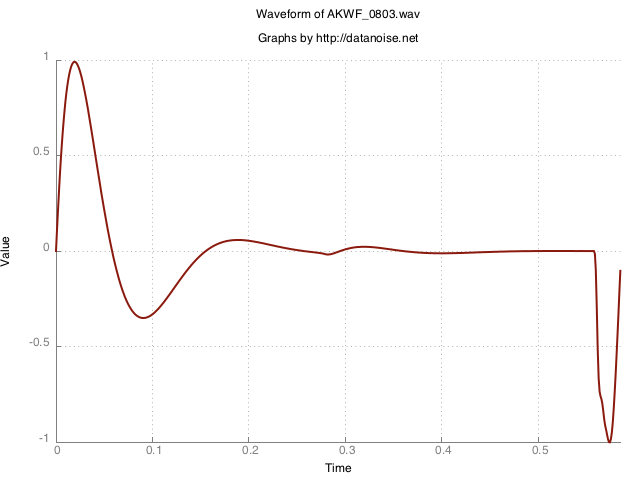 Waveform of AKWF_0803.wav
Graphs by http://datanoise.net
1
0.5
0
-0.5
-1
Value
0 0.1 0.2 0.3 0.4 0.5
Time